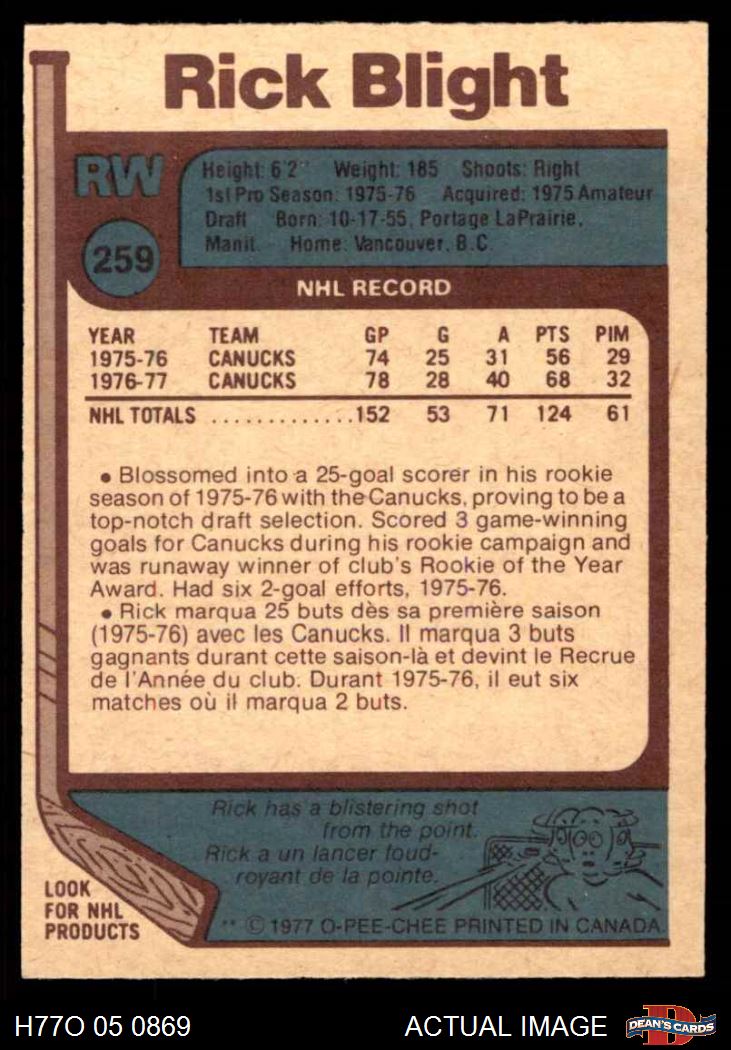 Rick Blight
RW
259
Height: 6'2" Weight: 185 Shoots: Right
1st Pro Season: 1975-76 Acquired: 1975 Amateur
Draft Born: 10-17-55, Portage LaPrairie,
Manit. Home: Vancouver, B.C.
NHL RECORD
YEAR TEAM GP G A PTS PIM
1975-76 CANUCKS 74 25 31 56 29
1976-77 CANUCKS 78 28 40 68 32
NHL TOTALS .............152 53 71 124 61
• Blossomed into a 25-goal scorer in his rookie
season of 1975-76 with the Canucks, proving to be a
top-notch draft selection. Scored 3 game-winning
goals for Canucks during his rookie campaign and
was runaway winner of club's Rookie of the Year
Award. Had six 2-goal efforts, 1975-76.
• Rick marqua 25 buts dès sa première saison
(1975-76) avec les Canucks. Il marqua 3 buts
gagnants durant cette saison-là et devint le Recrue
de l'Année du club. Durant 1975-76, il eut six
matches où il marqua 2 buts.
Rick has a blistering shot
from the point.
Rick a un lancer foud-
royant de la pointe.
LOOK
FOR NHL
PRODUCTS
** © 1977 O-PEE-CHEE PRINTED IN CANADA
H77O 05 0869 ACTUAL IMAGE
D
DEAN'S CARDS